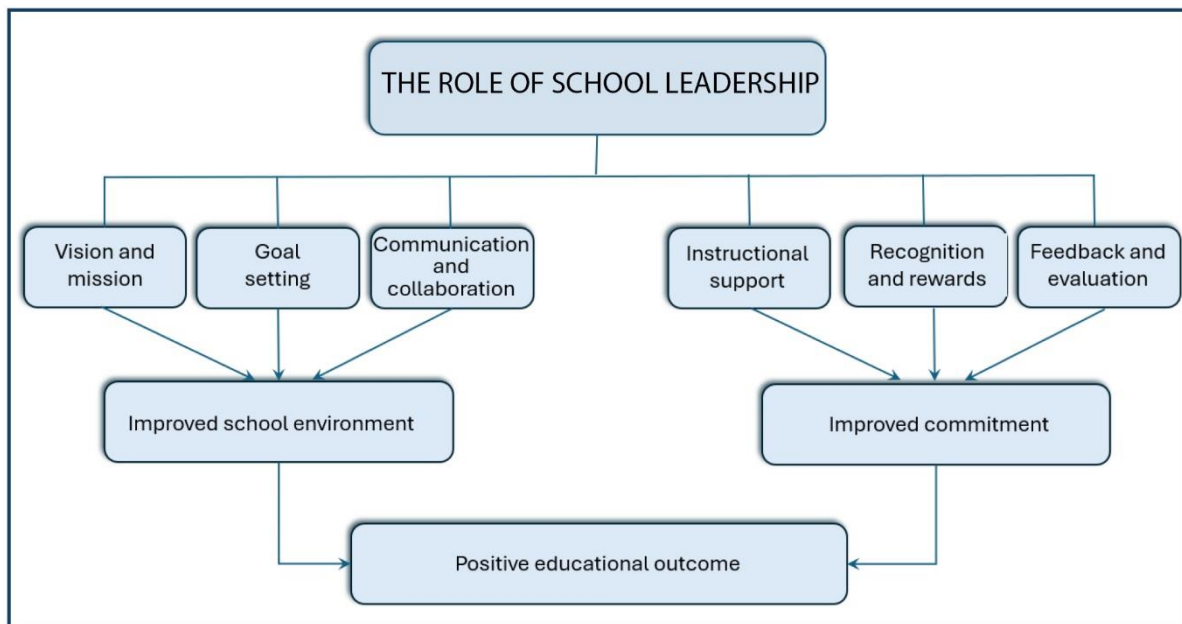 THE ROLE OF SCHOOL LEADERSHIP
Vision and
mission
Goal
setting
Communication
and
collaboration
Instructional
support
Recognition
and rewards
Feedback and
evaluation
Improved school environment
Improved commitment
Positive educational outcome